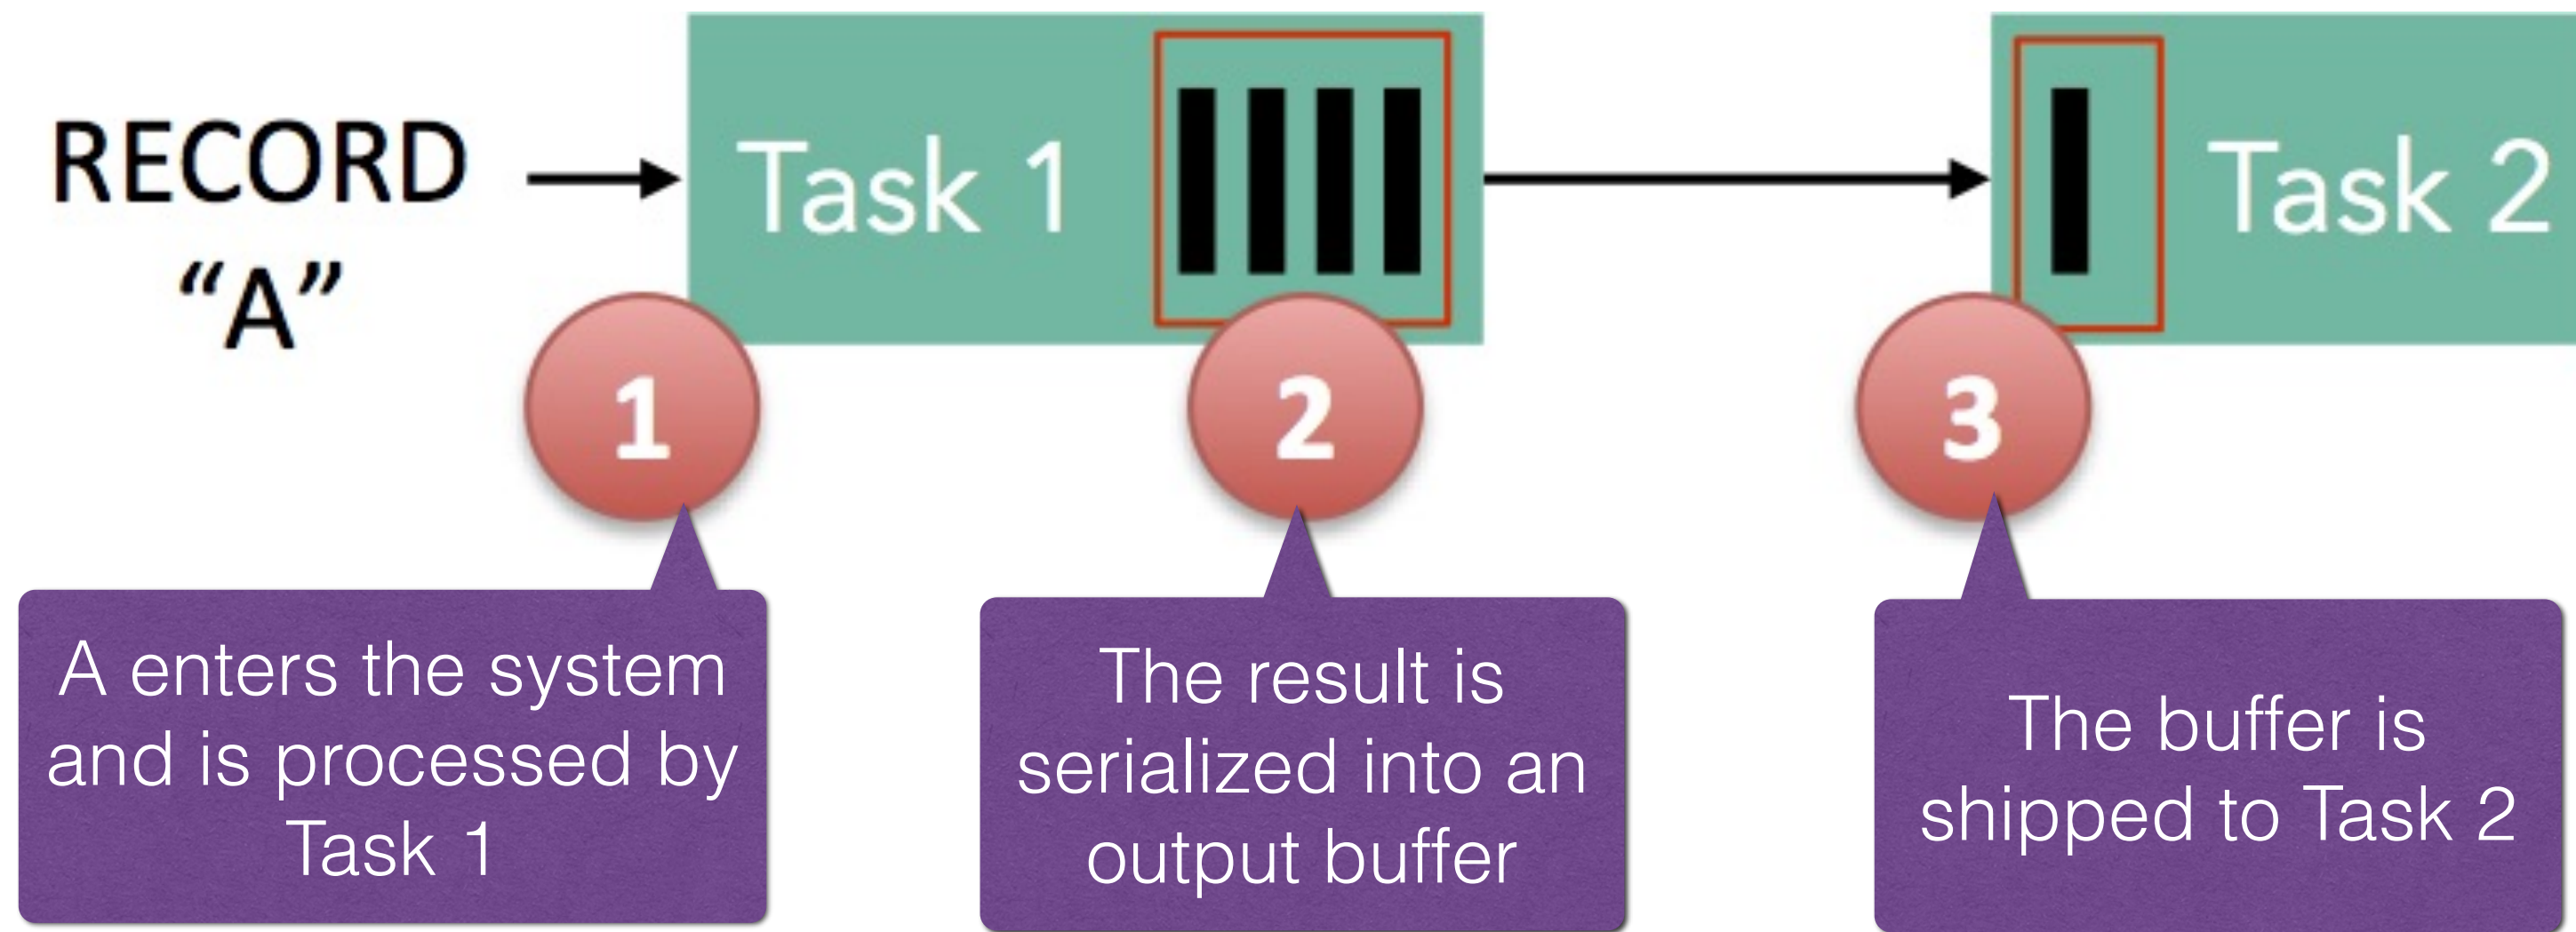 RECORD
“A”
Task 1
Task 2
1
2
3
A enters the system
and is processed by
Task 1
The result is
serialized into an
output buffer
The buffer is
shipped to Task 2